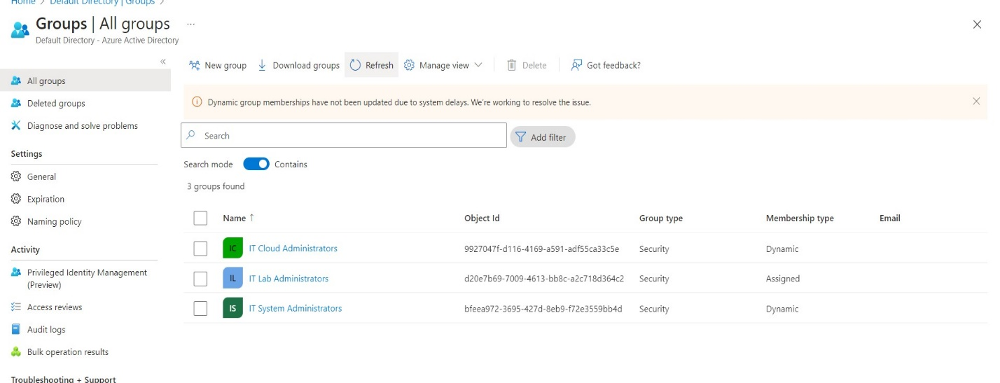 Home > Default Directory | Groups >
Groups | All groups ...
Default Directory - Azure Active Directory
«
All groups
Deleted groups
Diagnose and solve problems
Settings
General
Expiration
Naming policy
Activity
Privileged Identity Management
(Preview)
Access reviews
Audit logs
Bulk operation results
Troubleshooting + Support
New group Download groups Refresh Manage view Delete Got feedback?
Dynamic group memberships have not been updated due to system delays. We're working to resolve the issue.
Search Add filter
Search mode Contains
3 groups found
Name ↑ Object Id Group type Membership type Email
IC IT Cloud Administrators 9927047f-d116-4169-a591-adf55ca33c5e Security Dynamic
IL IT Lab Administrators d20e7b69-7009-4613-bb8c-a2c718d364c2 Security Assigned
IS IT System Administrators bfeea972-3695-427d-8eb9-f72e3559bb4d Security Dynamic